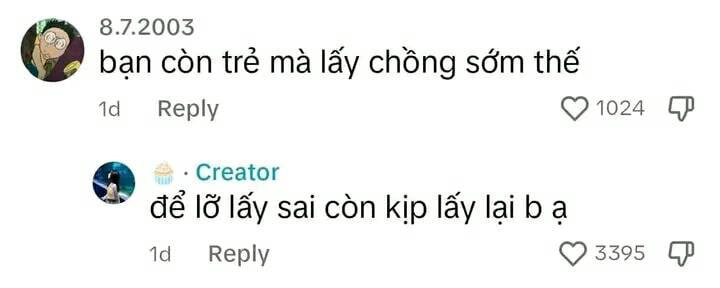 8.7.2003
bạn còn trẻ mà lấy chồng sớm thế
1d Reply 1024
🧁 · Creator
để lỡ lấy sai còn kịp lấy lại b ạ
1d Reply 3395